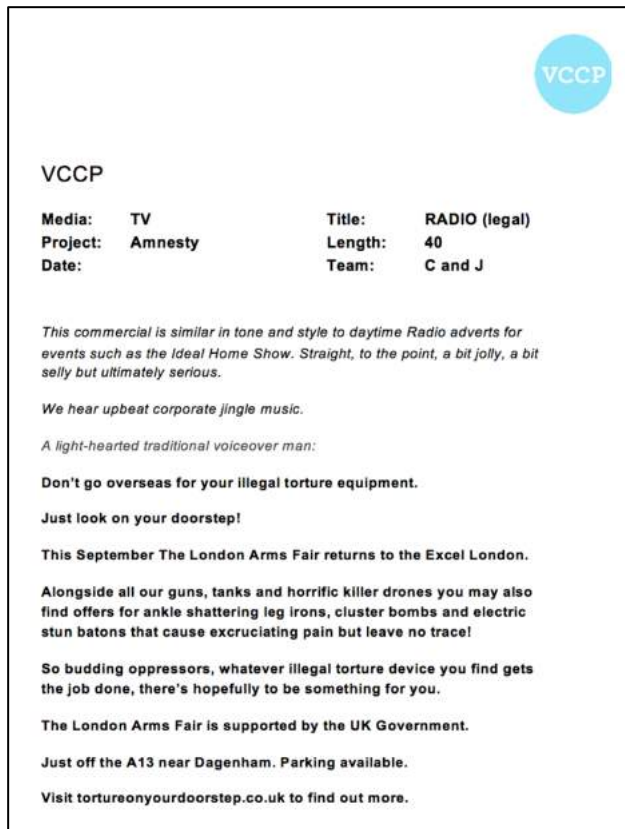 VCCP
VCCP
Media: TV Title: RADIO (legal)
Project: Amnesty Length: 40
Date: Team: C and J
This commercial is similar in tone and style to daytime Radio adverts for
events such as the Ideal Home Show. Straight, to the point, a bit jolly, a bit
selly but ultimately serious.
We hear upbeat corporate jingle music.
A light-hearted traditional voiceover man:
Don't go overseas for your illegal torture equipment.
Just look on your doorstep!
This September The London Arms Fair returns to the Excel London.
Alongside all our guns, tanks and horrific killer drones you may also
find offers for ankle shattering leg irons, cluster bombs and electric
stun batons that cause excruciating pain but leave no trace!
So budding oppressors, whatever illegal torture device you find gets
the job done, there's hopefully to be something for you.
The London Arms Fair is supported by the UK Government.
Just off the A13 near Dagenham. Parking available.
Visit tortureonyourdoorstep.co.uk to find out more.